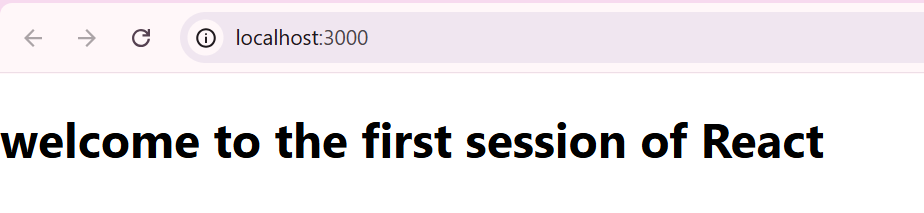 localhost:3000
welcome to the first session of React